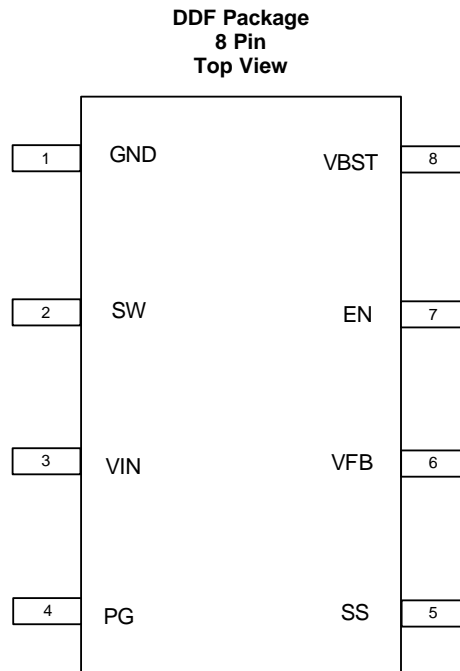 DDF Package
8 Pin
Top View
1 GND VBST 8
2 SW EN 7
3 VIN VFB 6
4 PG SS 5